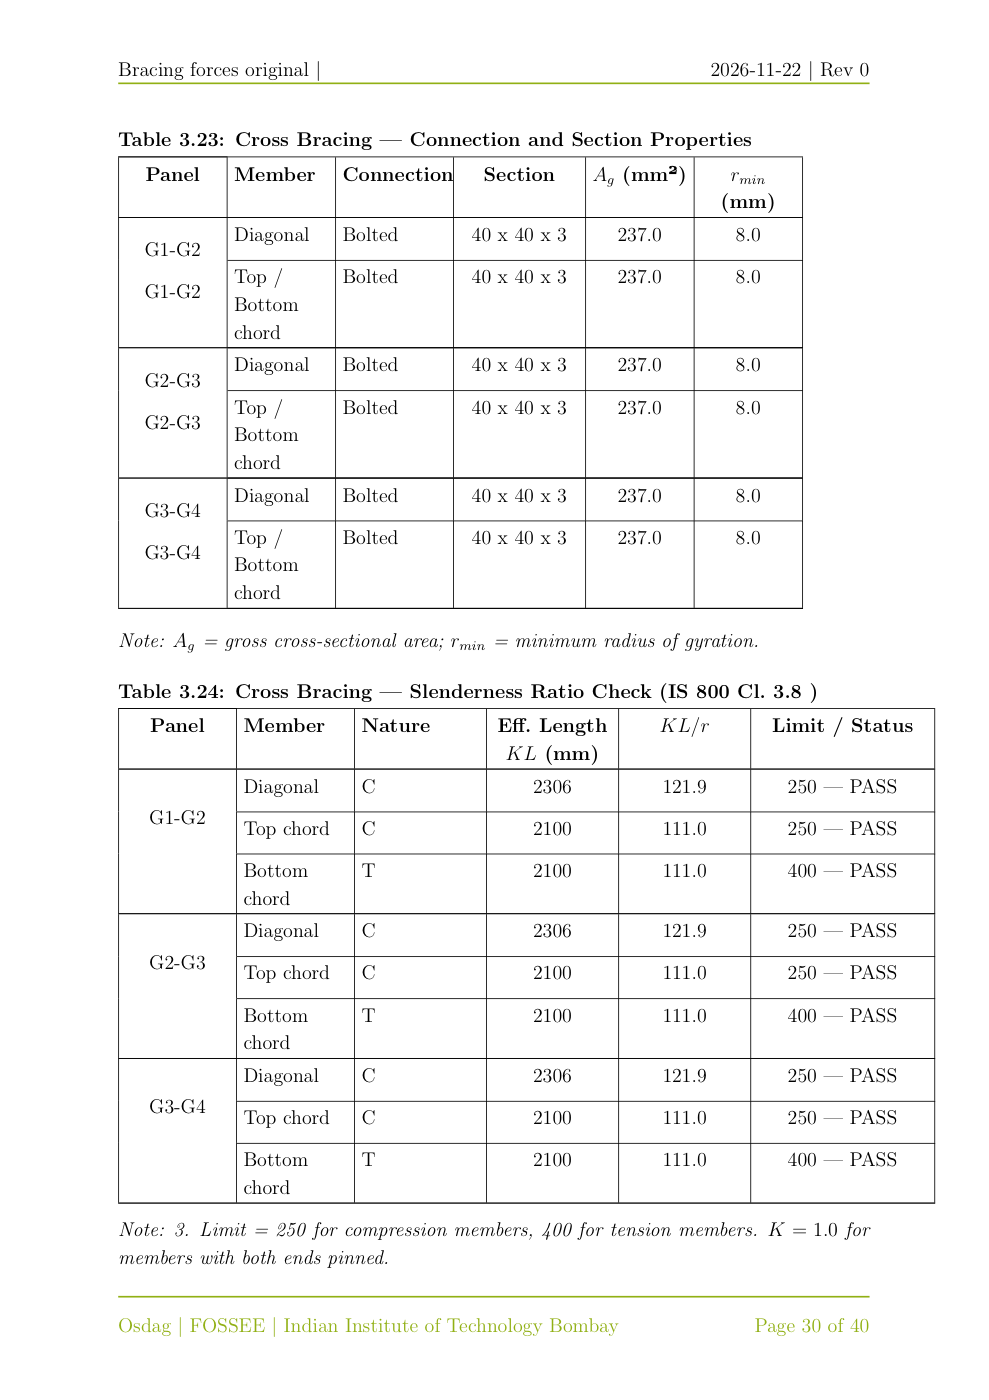 Bracing forces original | 2026-11-22 | Rev 0
Table 3.23: Cross Bracing — Connection and Section Properties
Panel Member Connection Section A_g (mm²) r_min (mm)
G1-G2 Diagonal Bolted 40 x 40 x 3 237.0 8.0
G1-G2 Top / Bottom chord Bolted 40 x 40 x 3 237.0 8.0
G2-G3 Diagonal Bolted 40 x 40 x 3 237.0 8.0
G2-G3 Top / Bottom chord Bolted 40 x 40 x 3 237.0 8.0
G3-G4 Diagonal Bolted 40 x 40 x 3 237.0 8.0
G3-G4 Top / Bottom chord Bolted 40 x 40 x 3 237.0 8.0
Note: A_g = gross cross-sectional area; r_min = minimum radius of gyration.
Table 3.24: Cross Bracing — Slenderness Ratio Check (IS 800 Cl. 3.8 )
Panel Member Nature Eff. Length KL (mm) KL/r Limit / Status
G1-G2 Diagonal C 2306 121.9 250 — PASS
Top chord C 2100 111.0 250 — PASS
Bottom chord T 2100 111.0 400 — PASS
G2-G3 Diagonal C 2306 121.9 250 — PASS
Top chord C 2100 111.0 250 — PASS
Bottom chord T 2100 111.0 400 — PASS
G3-G4 Diagonal C 2306 121.9 250 — PASS
Top chord C 2100 111.0 250 — PASS
Bottom chord T 2100 111.0 400 — PASS
Note: 3. Limit = 250 for compression members, 400 for tension members. K = 1.0 for
members with both ends pinned.
Osdag | FOSSEE | Indian Institute of Technology Bombay Page 30 of 40